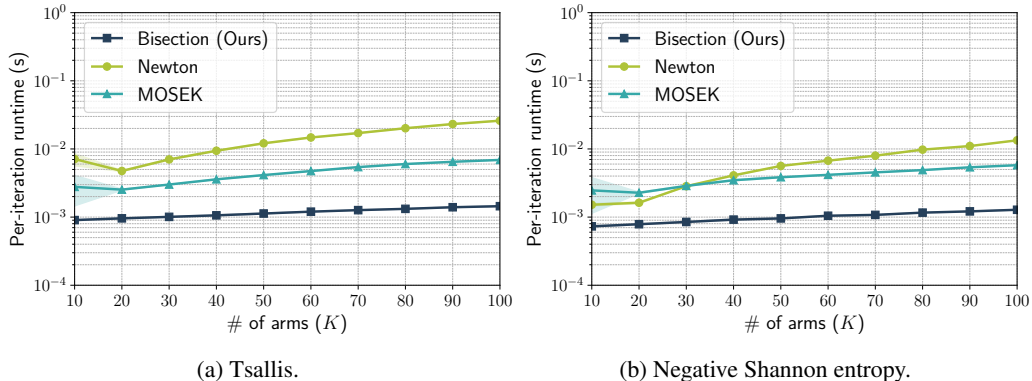 Per-iteration runtime (s)
10^0
10^-1
10^-2
10^-3
10^-4
Bisection (Ours)
Newton
MOSEK
10 20 30 40 50 60 70 80 90 100
# of arms (K)
(a) Tsallis.
Per-iteration runtime (s)
10^0
10^-1
10^-2
10^-3
10^-4
Bisection (Ours)
Newton
MOSEK
10 20 30 40 50 60 70 80 90 100
# of arms (K)
(b) Negative Shannon entropy.